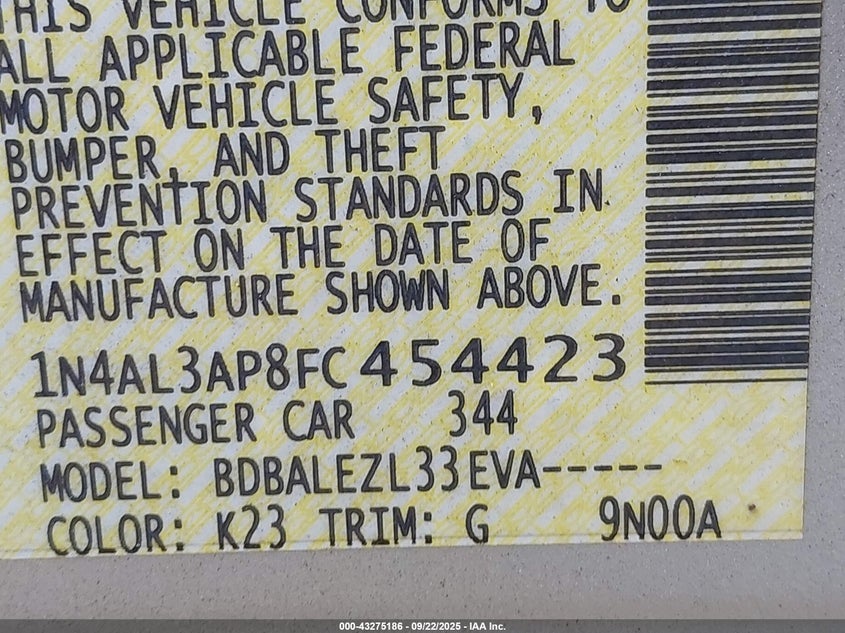 THIS VEHICLE CONFORMS TO
ALL APPLICABLE FEDERAL
MOTOR VEHICLE SAFETY,
BUMPER, AND THEFT
PREVENTION STANDARDS IN
EFFECT ON THE DATE OF
MANUFACTURE SHOWN ABOVE.
1N4AL3AP8FC454423
PASSENGER CAR 344
MODEL: BDBALEZL33EVA-----
COLOR: K23 TRIM: G 9N00A
000-43275186 - 09/22/2025 - IAA Inc.